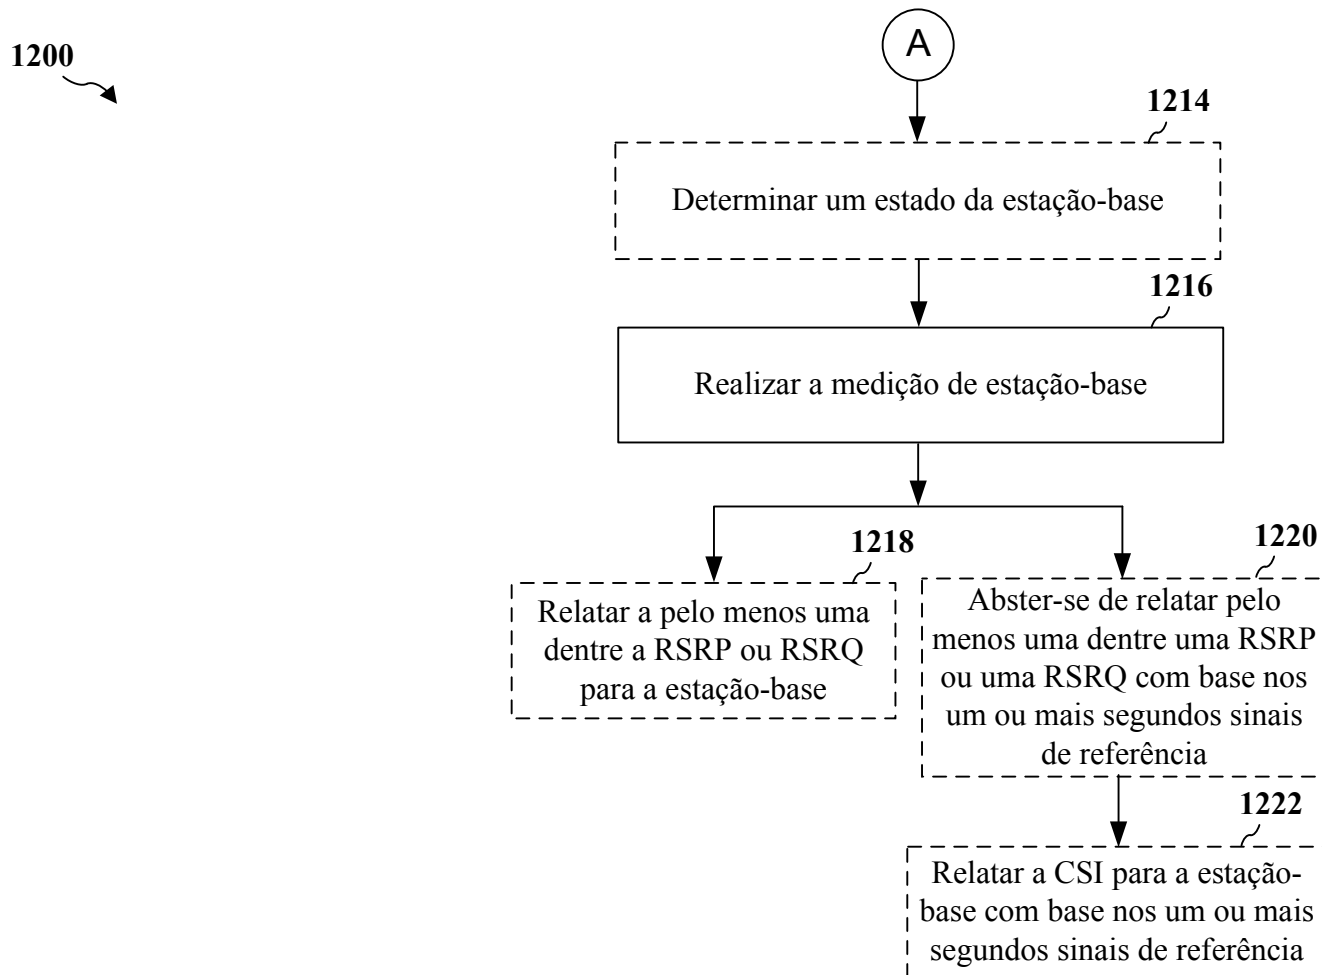 1200
A
1214
Determinar um estado da estação-base
1216
Realizar a medição de estação-base
1218
Relatar a pelo menos uma
dentre a RSRP ou RSRQ
para a estação-base
1220
Abster-se de relatar pelo
menos uma dentre uma RSRP
ou uma RSRQ com base nos
um ou mais segundos sinais
de referência
1222
Relatar a CSI para a estação-
base com base nos um ou mais
segundos sinais de referência